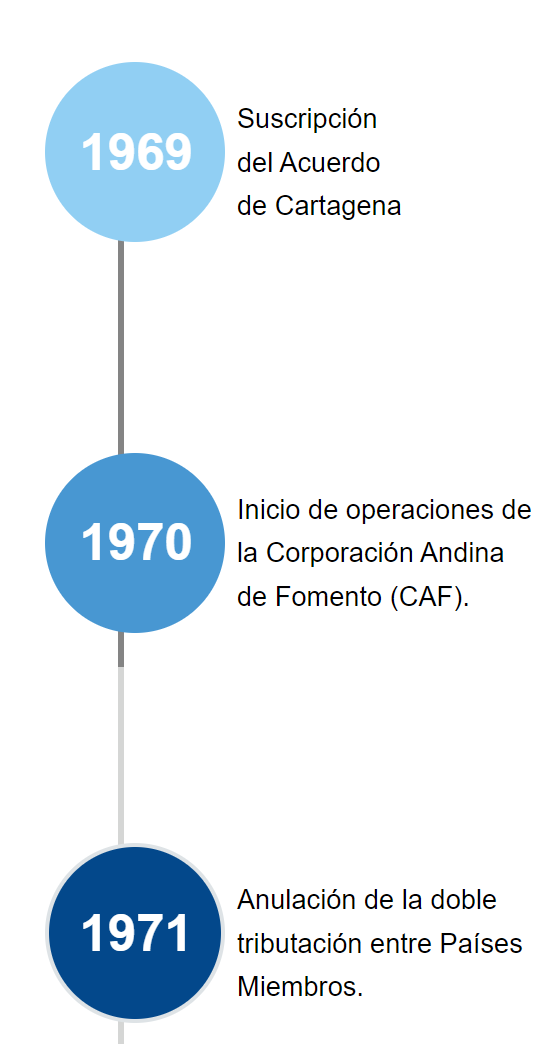 1969
Suscripción
del Acuerdo
de Cartagena
1970
Inicio de operaciones de
la Corporación Andina
de Fomento (CAF).
1971
Anulación de la doble
tributación entre Países
Miembros.